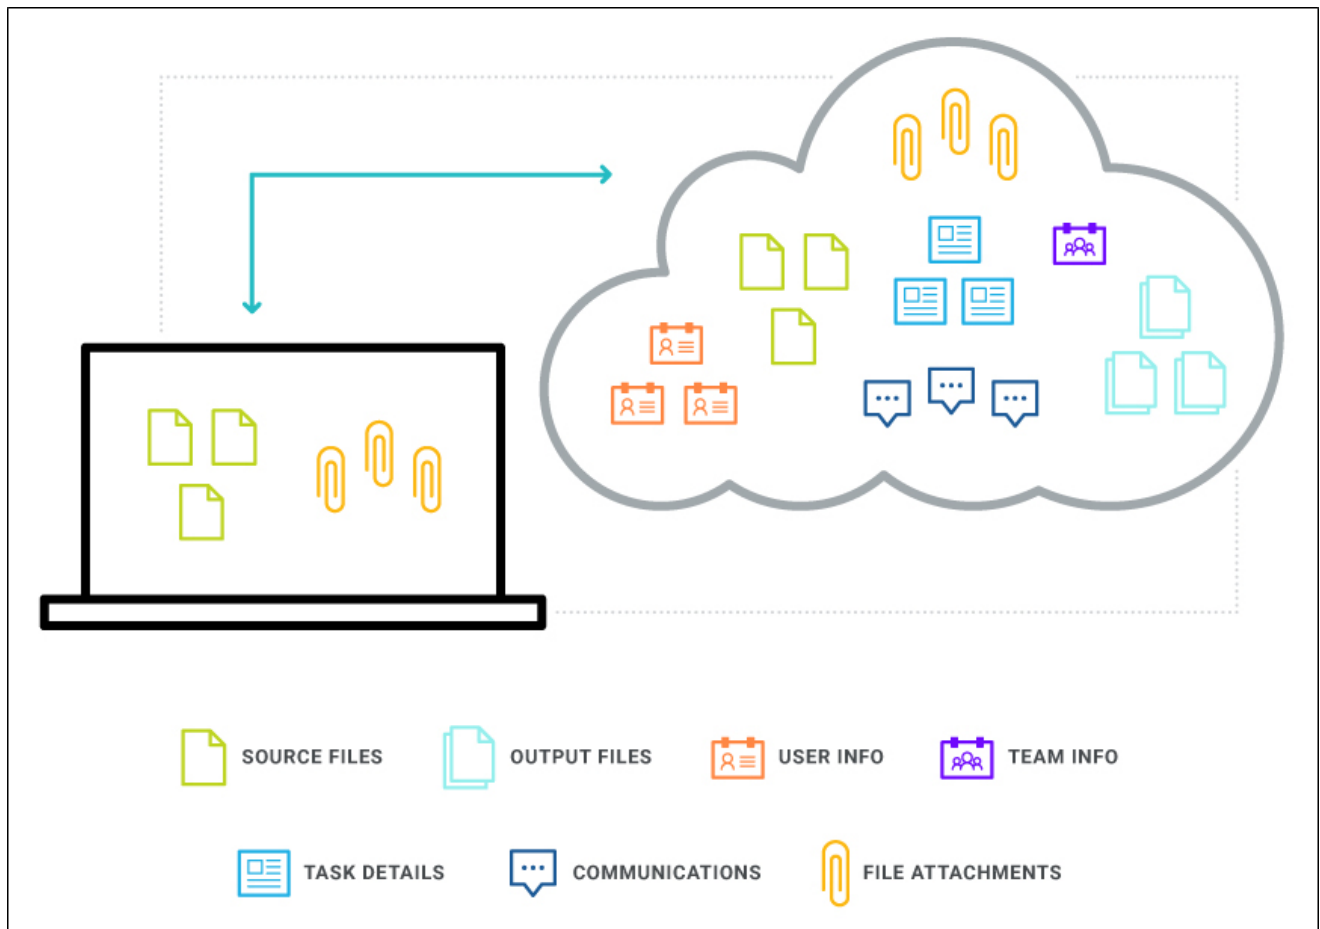 SOURCE FILES
OUTPUT FILES
USER INFO
TEAM INFO
TASK DETAILS
COMMUNICATIONS
FILE ATTACHMENTS